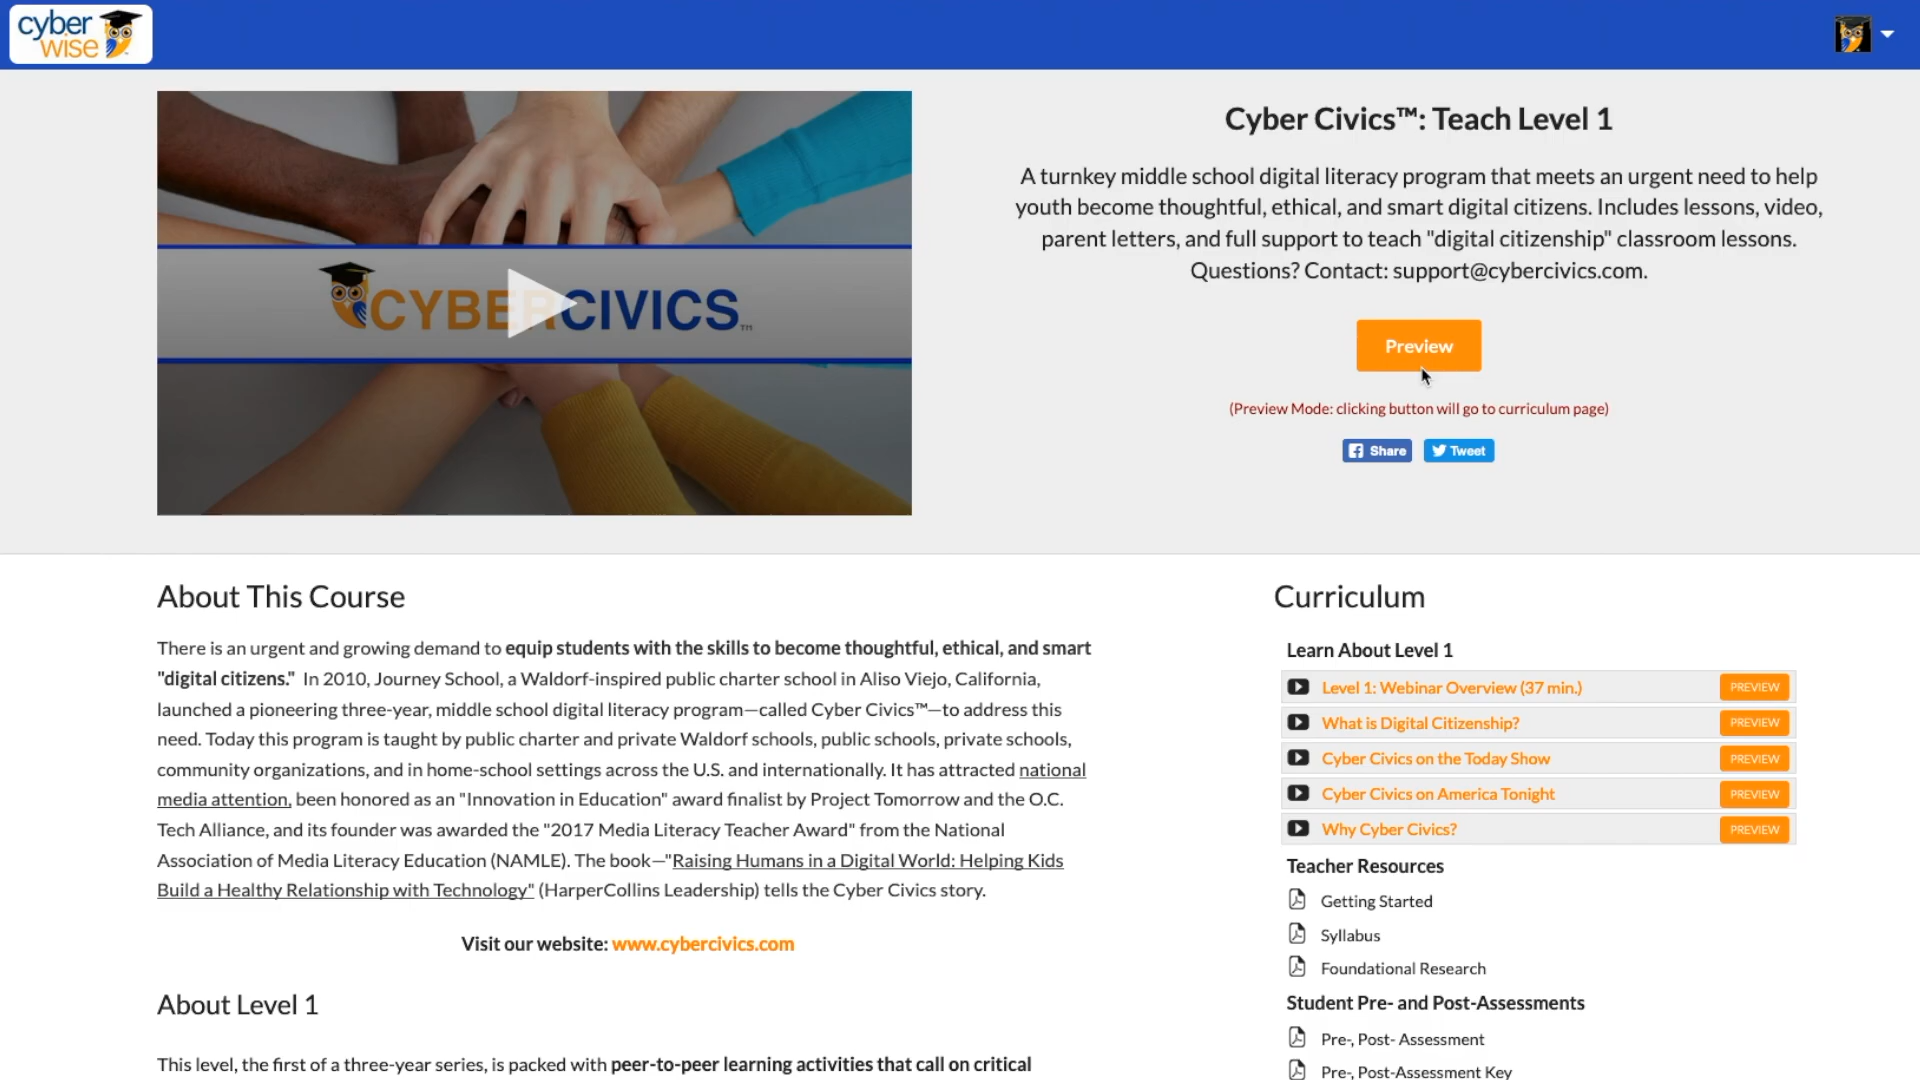 cyber
wise
CYBERCIVICS™
Cyber Civics™: Teach Level 1
A turnkey middle school digital literacy program that meets an urgent need to help
youth become thoughtful, ethical, and smart digital citizens. Includes lessons, video,
parent letters, and full support to teach "digital citizenship" classroom lessons.
Questions? Contact: support@cybercivics.com.
Preview
(Preview Mode: clicking button will go to curriculum page)
Share Tweet
About This Course
There is an urgent and growing demand to equip students with the skills to become thoughtful, ethical, and smart
"digital citizens." In 2010, Journey School, a Waldorf-inspired public charter school in Aliso Viejo, California,
launched a pioneering three-year, middle school digital literacy program—called Cyber Civics™—to address this
need. Today this program is taught by public charter and private Waldorf schools, public schools, private schools,
community organizations, and in home-school settings across the U.S. and internationally. It has attracted national
media attention, been honored as an "Innovation in Education" award finalist by Project Tomorrow and the O.C.
Tech Alliance, and its founder was awarded the "2017 Media Literacy Teacher Award" from the National
Association of Media Literacy Education (NAMLE). The book—"Raising Humans in a Digital World: Helping Kids
Build a Healthy Relationship with Technology" (HarperCollins Leadership) tells the Cyber Civics story.
Visit our website: www.cybercivics.com
About Level 1
This level, the first of a three-year series, is packed with peer-to-peer learning activities that call on critical
Curriculum
Learn About Level 1
Level 1: Webinar Overview (37 min.) PREVIEW
What is Digital Citizenship? PREVIEW
Cyber Civics on the Today Show PREVIEW
Cyber Civics on America Tonight PREVIEW
Why Cyber Civics? PREVIEW
Teacher Resources
Getting Started
Syllabus
Foundational Research
Student Pre- and Post-Assessments
Pre-, Post- Assessment
Pre-, Post-Assessment Key